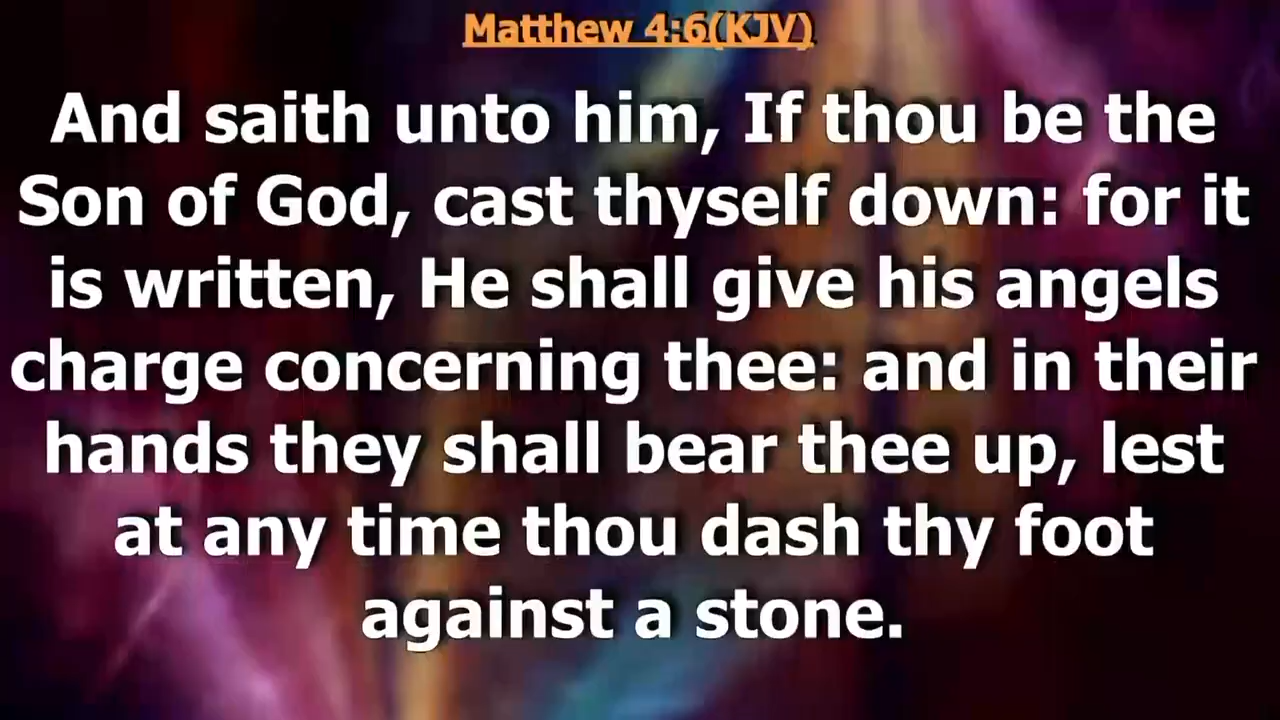 Matthew 4:6(KJV)
And saith unto him, If thou be the
Son of God, cast thyself down: for it
is written, He shall give his angels
charge concerning thee: and in their
hands they shall bear thee up, lest
at any time thou dash thy foot
against a stone.